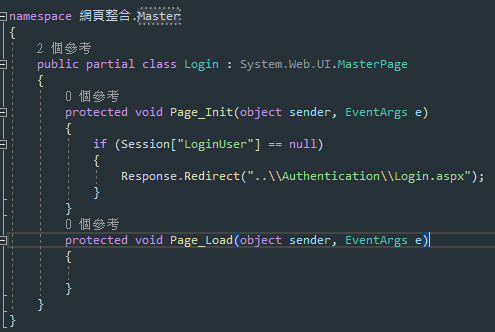 namespace 網頁整合.Master
{
2 個參考
public partial class Login : System.Web.UI.MasterPage
{
0 個參考
protected void Page_Init(object sender, EventArgs e)
{
if (Session["LoginUser"] == null)
{
Response.Redirect("..\\Authentication\\Login.aspx");
}
}
0 個參考
protected void Page_Load(object sender, EventArgs e)
{
}
}
}